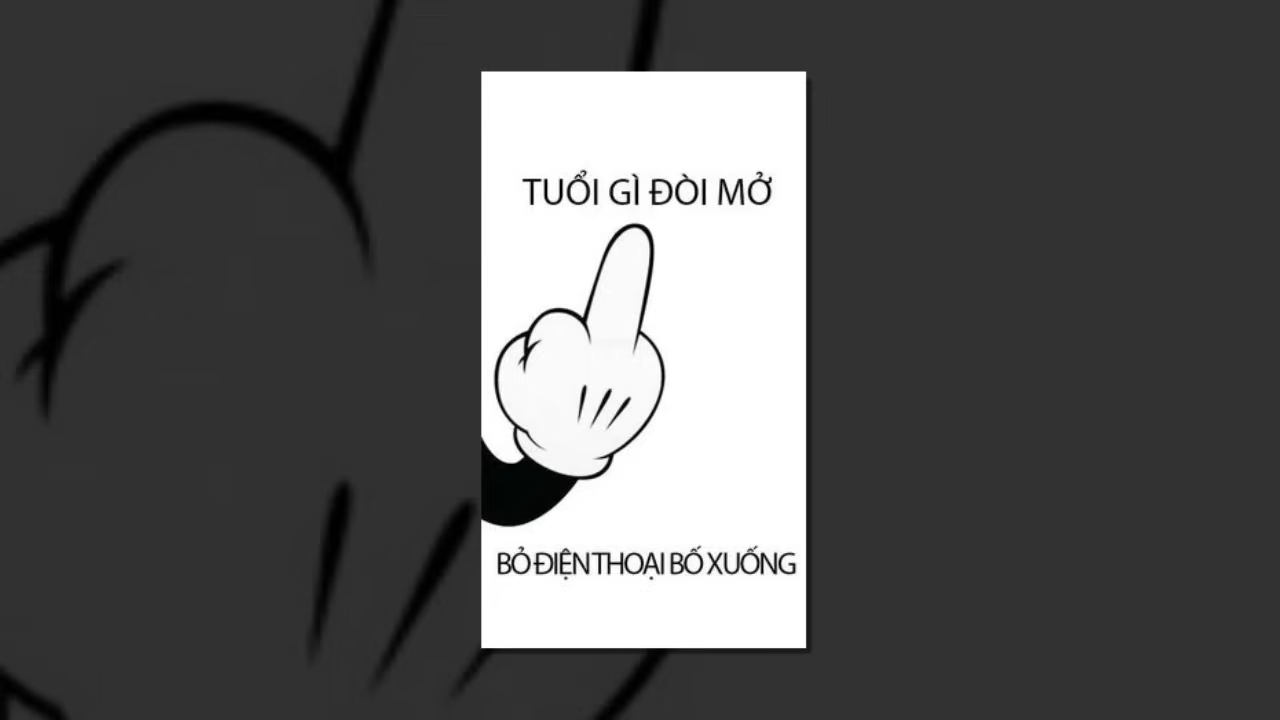 TUỔI GÌ ĐÒI MỞ
BỎ ĐIỆN THOẠI BỐ XUỐNG